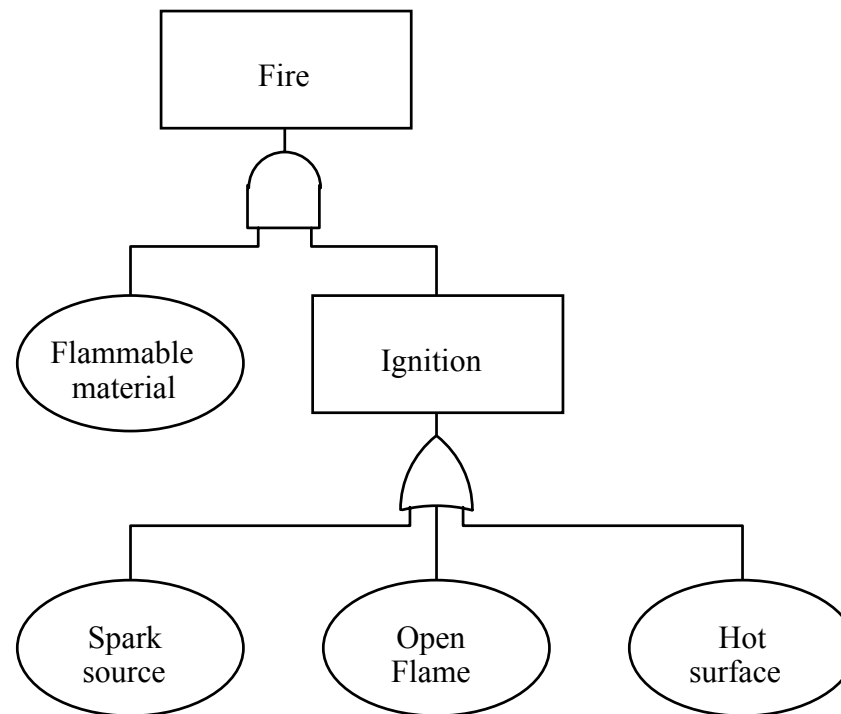 Fire
Flammable
material
Ignition
Spark
source
Open
Flame
Hot
surface